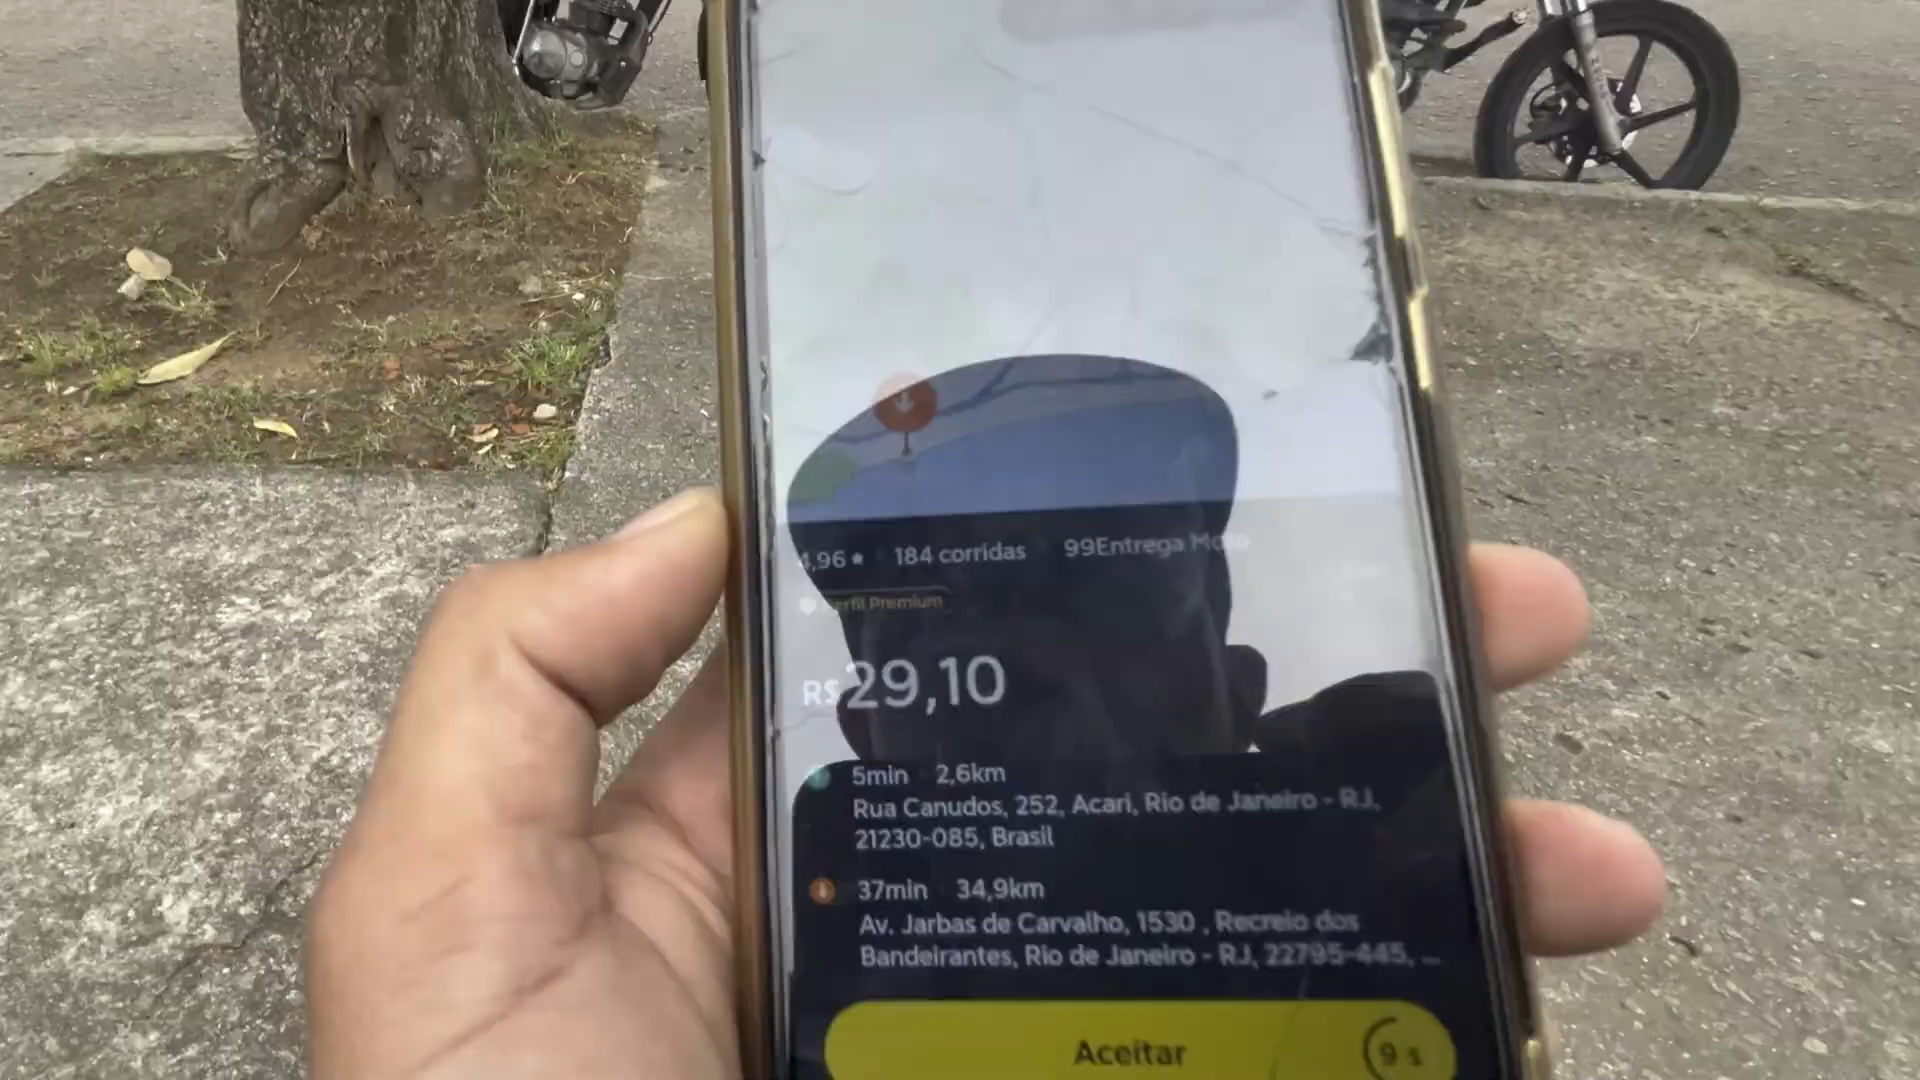 4,96 ★ · 184 corridas · 99Entrega Moto
Perfil Premium
R$29,10
5min · 2,6km
Rua Canudos, 252, Acari, Rio de Janeiro - RJ,
21230-085, Brasil
37min · 34,9km
Av. Jarbas de Carvalho, 1530 , Recreio dos
Bandeirantes, Rio de Janeiro - RJ, 22795-445, ...
Aceitar
9 s